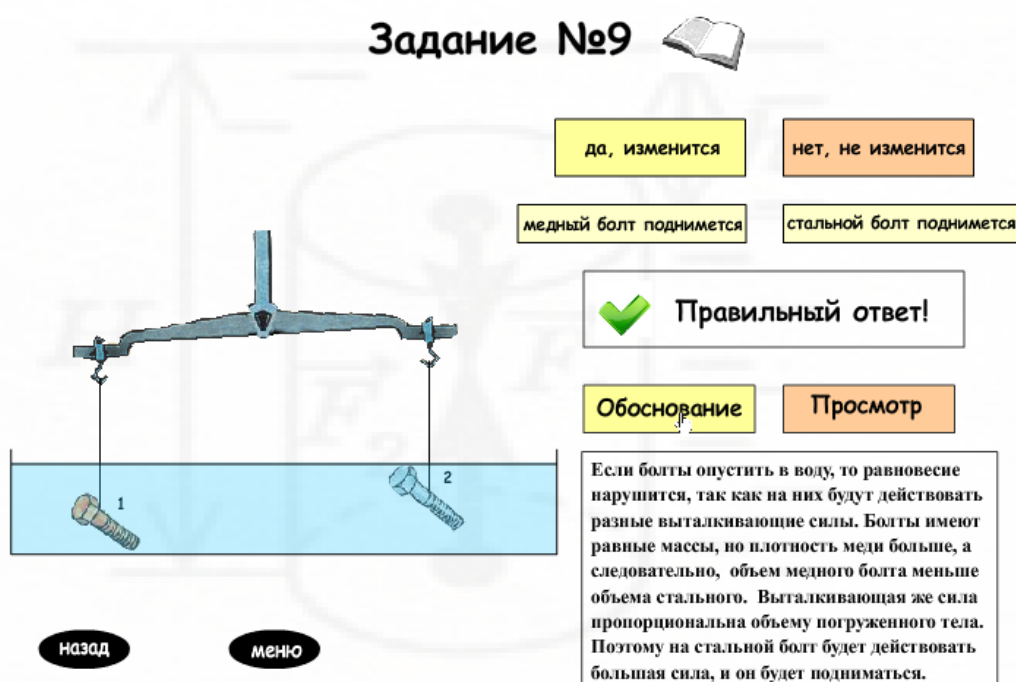 Задание №9
да, изменится
нет, не изменится
медный болт поднимется
стальной болт поднимется
Правильный ответ!
Обоснование
Просмотр
1
2
Если болты опустить в воду, то равновесие
нарушится, так как на них будут действовать
разные выталкивающие силы. Болты имеют
равные массы, но плотность меди больше, а
следовательно, объем медного болта меньше
объема стального. Выталкивающая же сила
пропорциональна объему погруженного тела.
Поэтому на стальной болт будет действовать
большая сила, и он будет подниматься.
назад
меню